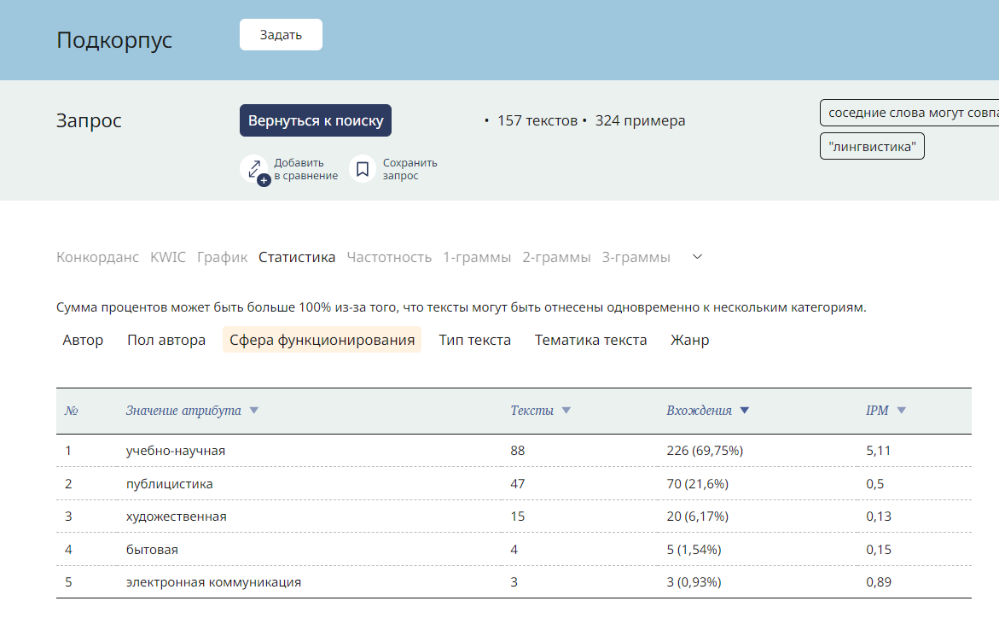 Подкорпус
Задать
Запрос
Вернуться к поиску
• 157 текстов • 324 примера
соседние слова могут совпа
"лингвистика"
Добавить
в сравнение
Сохранить
запрос
Конкорданс KWIC График Статистика Частотность 1-граммы 2-граммы 3-граммы
Сумма процентов может быть больше 100% из-за того, что тексты могут быть отнесены одновременно к нескольким категориям.
Автор Пол автора Сфера функционирования Тип текста Тематика текста Жанр
№ Значение атрибута Тексты Вхождения IPM
1 учебно-научная 88 226 (69,75%) 5,11
2 публицистика 47 70 (21,6%) 0,5
3 художественная 15 20 (6,17%) 0,13
4 бытовая 4 5 (1,54%) 0,15
5 электронная коммуникация 3 3 (0,93%) 0,89